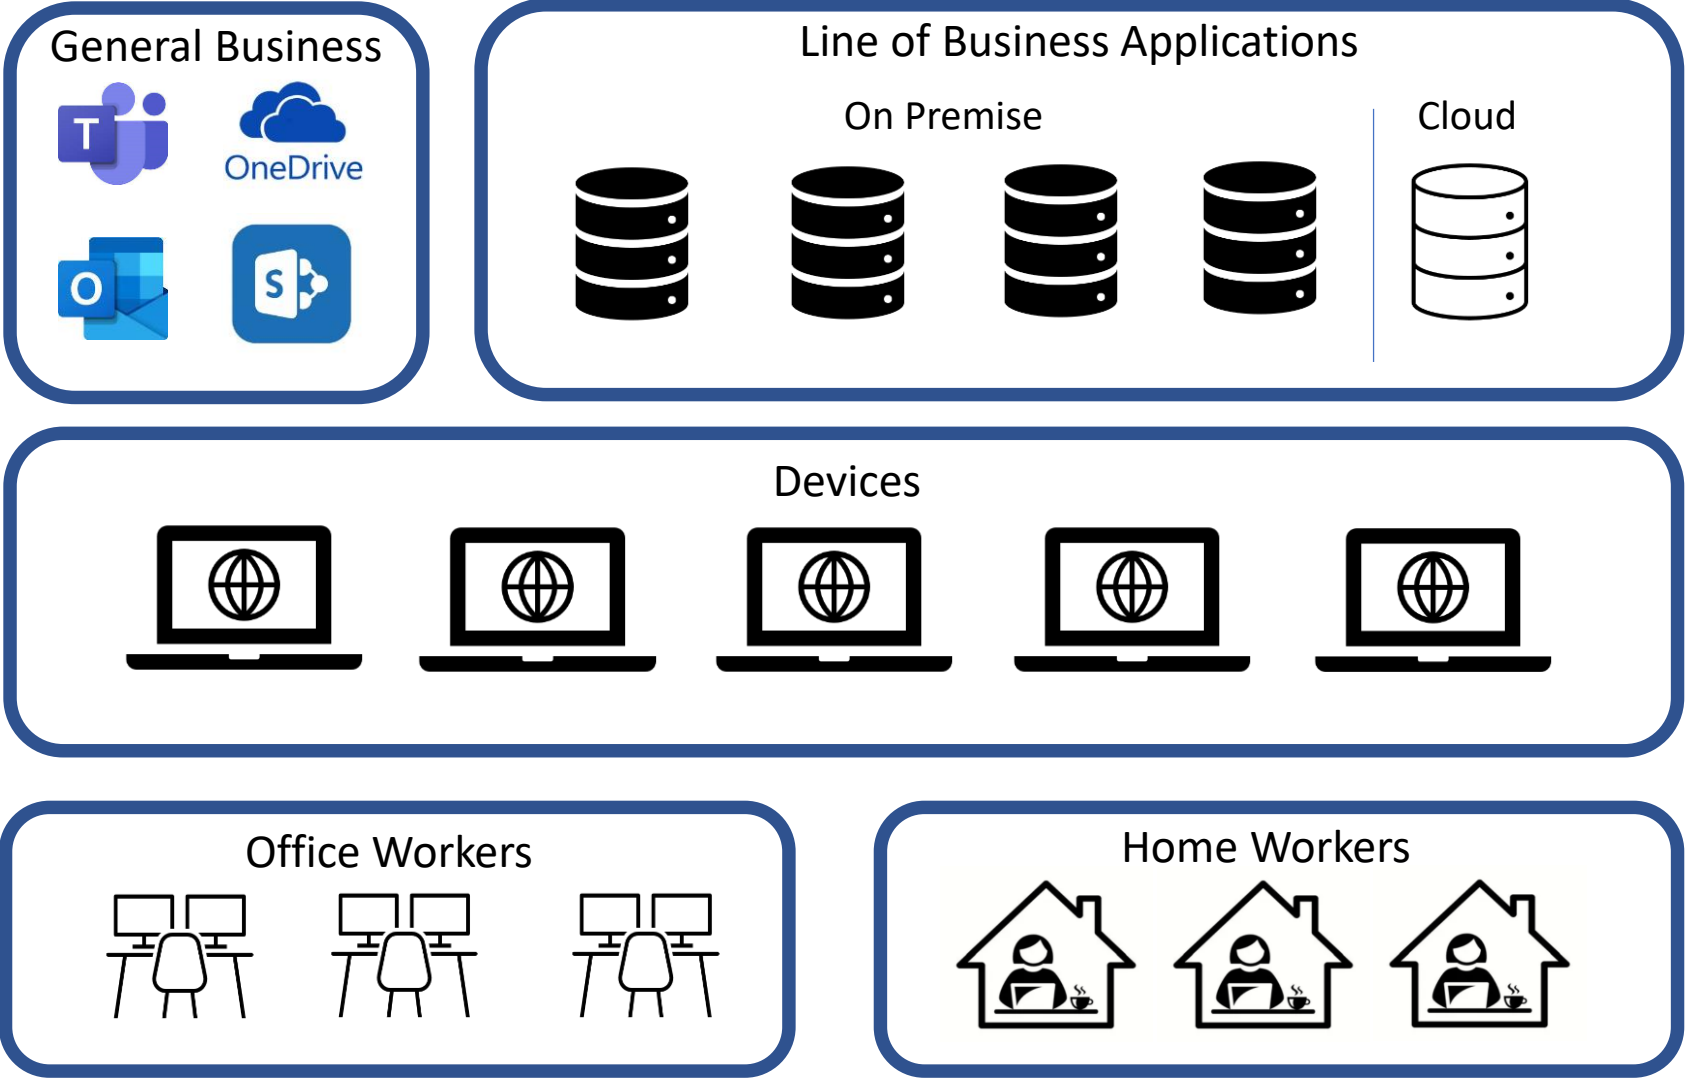 General Business
T
OneDrive
O
S
Line of Business Applications
On Premise
Cloud
Devices
Office Workers
Home Workers